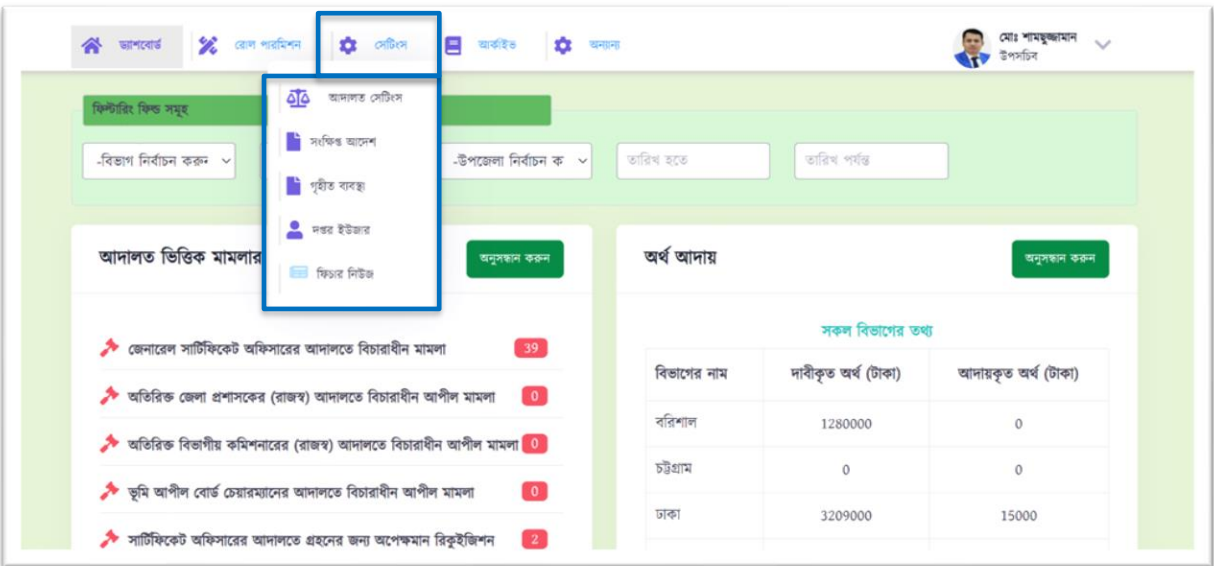 ড্যাশবোর্ড রোল পারমিশন সেটিংস আর্কাইভ অন্যান্য মোঃ শামছুজ্জামান
উপসচিব
আদালত সেটিংস
ফিল্টারিং ফিল্ড সমূহ
সংক্ষিপ্ত আদেশ
-বিভাগ নির্বাচন করুন -উপজেলা নির্বাচন ক তারিখ হতে তারিখ পর্যন্ত
গৃহীত ব্যবস্থা
দপ্তর ইউজার
আদালত ভিত্তিক মামলার অনুসন্ধান করুন অর্থ আদায় অনুসন্ধান করুন
ফিচার নিউজ
সকল বিভাগের তথ্য
জেনারেল সার্টিফিকেট অফিসারের আদালতে বিচারাধীন মামলা 39
বিভাগের নাম দাবীকৃত অর্থ (টাকা) আদায়কৃত অর্থ (টাকা)
অতিরিক্ত জেলা প্রশাসকের (রাজস্ব) আদালতে বিচারাধীন আপীল মামলা 0
বরিশাল 1280000 0
অতিরিক্ত বিভাগীয় কমিশনারের (রাজস্ব) আদালতে বিচারাধীন আপীল মামলা 0
চট্টগ্রাম 0 0
ভূমি আপীল বোর্ড চেয়ারম্যানের আদালতে বিচারাধীন আপীল মামলা 0
ঢাকা 3209000 15000
সার্টিফিকেট অফিসারের আদালতে গ্রহনের জন্য অপেক্ষমান রিকুইজিশন 2